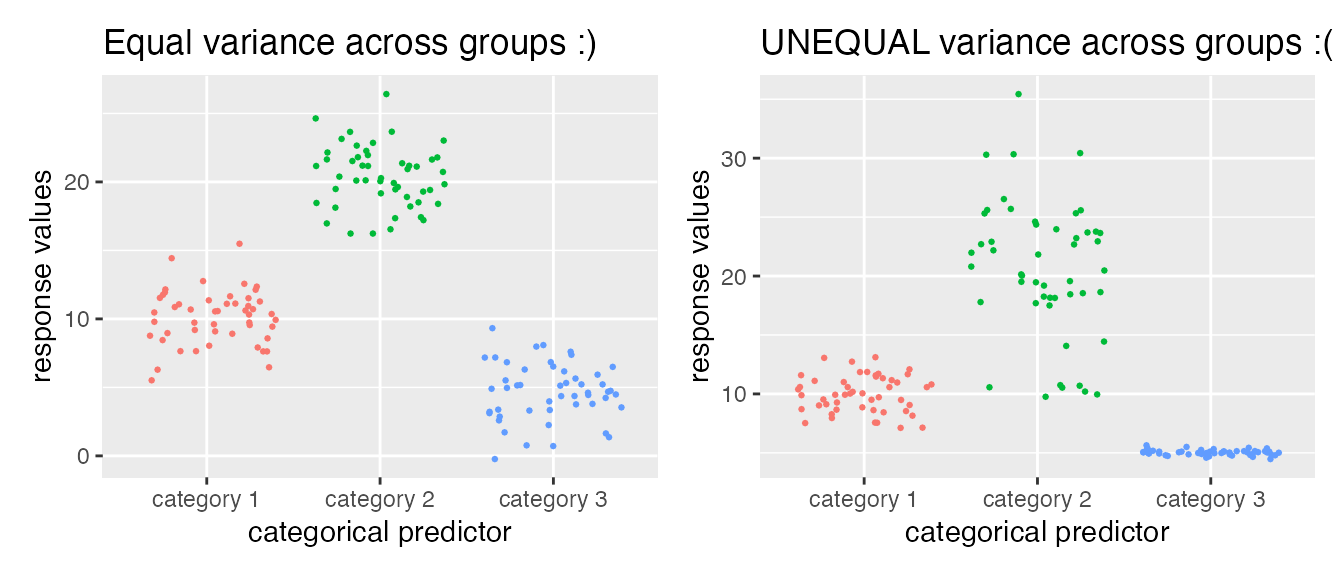 Equal variance across groups :)
response values
20
10
0
category 1
category 2
category 3
categorical predictor
UNEQUAL variance across groups :(
response values
30
20
10
category 1
category 2
category 3
categorical predictor